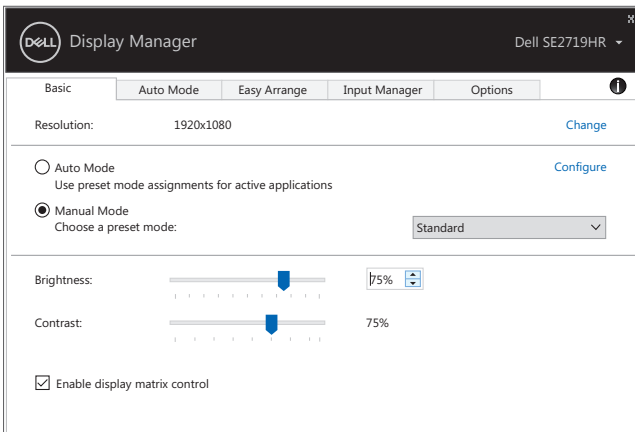 DELL Display Manager Dell SE2719HR
Basic Auto Mode Easy Arrange Input Manager Options
Resolution: 1920x1080 Change
Auto Mode Configure
Use preset mode assignments for active applications
Manual Mode
Choose a preset mode: Standard
Brightness: 75%
Contrast: 75%
Enable display matrix control